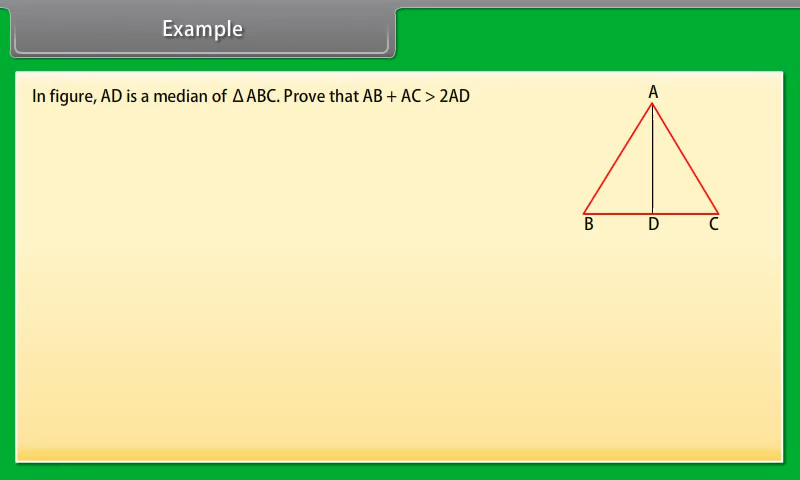 Example
In figure, AD is a median of Δ ABC. Prove that AB + AC > 2AD
A
B D C